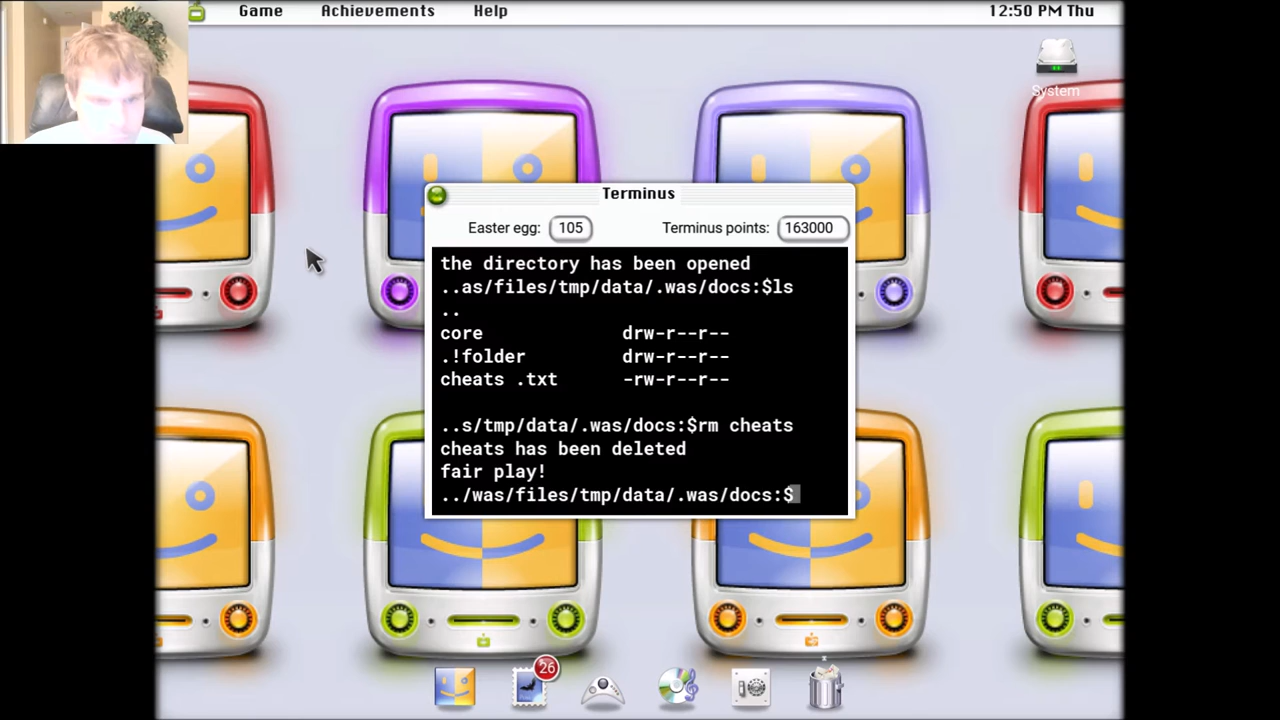 Game Achievements Help 12:50 PM Thu
System
Terminus
Easter egg: 105 Terminus points: 163000
the directory has been opened
..as/files/tmp/data/.was/docs:$ls
..
core drw-r--r--
.!folder drw-r--r--
cheats .txt -rw-r--r--
..s/tmp/data/.was/docs:$rm cheats
cheats has been deleted
fair play!
../was/files/tmp/data/.was/docs:$
26